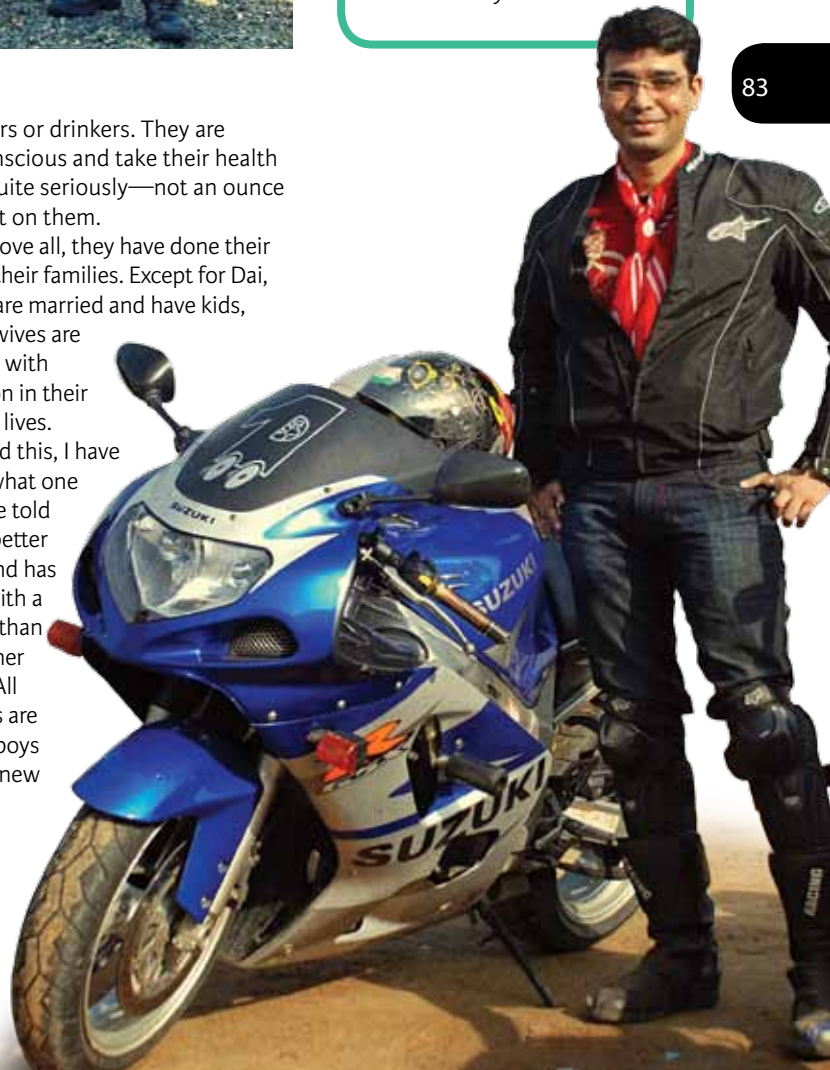 83
rs or drinkers. They are
nscious and take their health
uite seriously—not an ounce
t on them.
ove all, they have done their
their families. Except for Dai,
are married and have kids,
wives are
with
on in their
lives.
d this, I have
what one
e told
better
nd has
ith a
than
her
All
s are
boys
new
SUZUKI
SUZUKI
SUZUKI
RACING